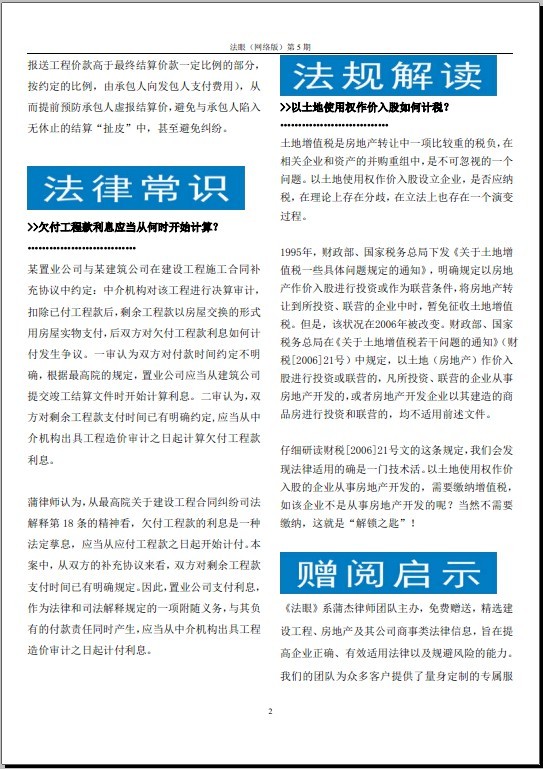 法眼（网络版）第 5 期
报送工程价款高于最终结算价款一定比例的部分，
按约定的比例，由承包人向发包人支付费用），从
而提前预防承包人虚报结算价，避免与承包人陷入
无休止的结算“扯皮”中，甚至避免纠纷。
法律常识
>>欠付工程款利息应当从何时开始计算？
某置业公司与某建筑公司在建设工程施工合同补
充协议中约定：中介机构对该工程进行决算审计，
扣除已付工程款后，剩余工程款以房屋交换的形式
用房屋实物支付，后双方对欠付工程款利息如何计
付发生争议。一审认为双方对付款时间约定不明
确，根据最高院的规定，置业公司应当从建筑公司
提交竣工结算文件时开始计算利息。二审认为，双
方对剩余工程款支付时间已有明确约定，应当从中
介机构出具工程造价审计之日起计算欠付工程款
利息。
蒲律师认为，从最高院关于建设工程合同纠纷司法
解释第 18 条的精神看，欠付工程款的利息是一种
法定孳息，应当从应付工程款之日起开始计付。本
案中，从双方的补充协议来看，双方对剩余工程款
支付时间已有明确规定。因此，置业公司支付利息，
作为法律和司法解释规定的一项附随义务，与其负
有的付款责任同时产生，应当从中介机构出具工程
造价审计之日起计付利息。
法规解读
>>以土地使用权作价入股如何计税？
土地增值税是房地产转让中一项比较重的税负，在
相关企业和资产的并购重组中，是不可忽视的一个
问题。以土地使用权作价入股设立企业，是否应纳
税，在理论上存在分歧，在立法上也存在一个演变
过程。
1995年，财政部、国家税务总局下发《关于土地增
值税一些具体问题规定的通知》，明确规定以房地
产作价入股进行投资或作为联营条件，将房地产转
让到所投资、联营的企业中时，暂免征收土地增值
税。但是，该状况在2006年被改变。财政部、国家
税务总局在《关于土地增值税若干问题的通知》（财
税[2006]21号）中规定，以土地（房地产）作价入
股进行投资或联营的，凡所投资、联营的企业从事
房地产开发的，或者房地产开发企业以其建造的商
品房进行投资和联营的，均不适用前述文件。
仔细研读财税[2006]21号文的这条规定，我们会发
现法律适用的确是一门技术活。以土地使用权作价
入股的企业从事房地产开发的，需要缴纳增值税，
如该企业不是从事房地产开发的呢？当然不需要
缴纳，这就是“解锁之匙”！
赠阅启示
《法眼》系蒲杰律师团队主办，免费赠送，精选建
设工程、房地产及其公司商事类法律信息，旨在提
高企业正确、有效适用法律以及规避风险的能力。
我们的团队为众多客户提供了量身定制的专属服
2